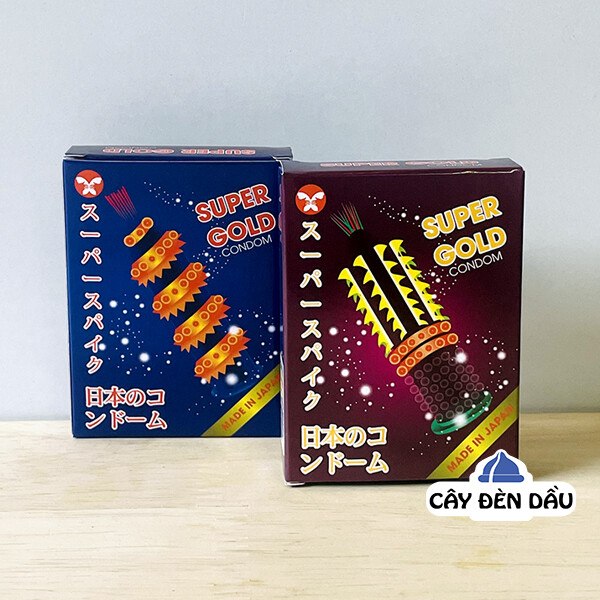 SUPER GOLD
スーパースパイク
SUPER
GOLD
CONDOM
日本のコ
ンドーム
MADE IN JAPAN
スーパースパイク
SUPER
GOLD
CONDOM
日本のコ
ンドーム
MADE IN JAPAN
CÂY ĐÈN DẦU